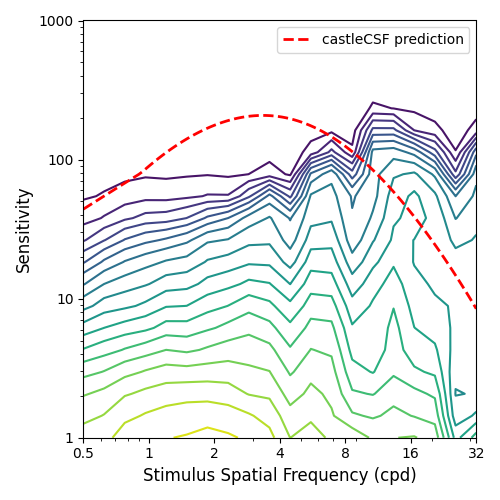 1000
castleCSF prediction
100
Sensitivity
10
1
0.5 1 2 4 8 16 32
Stimulus Spatial Frequency (cpd)